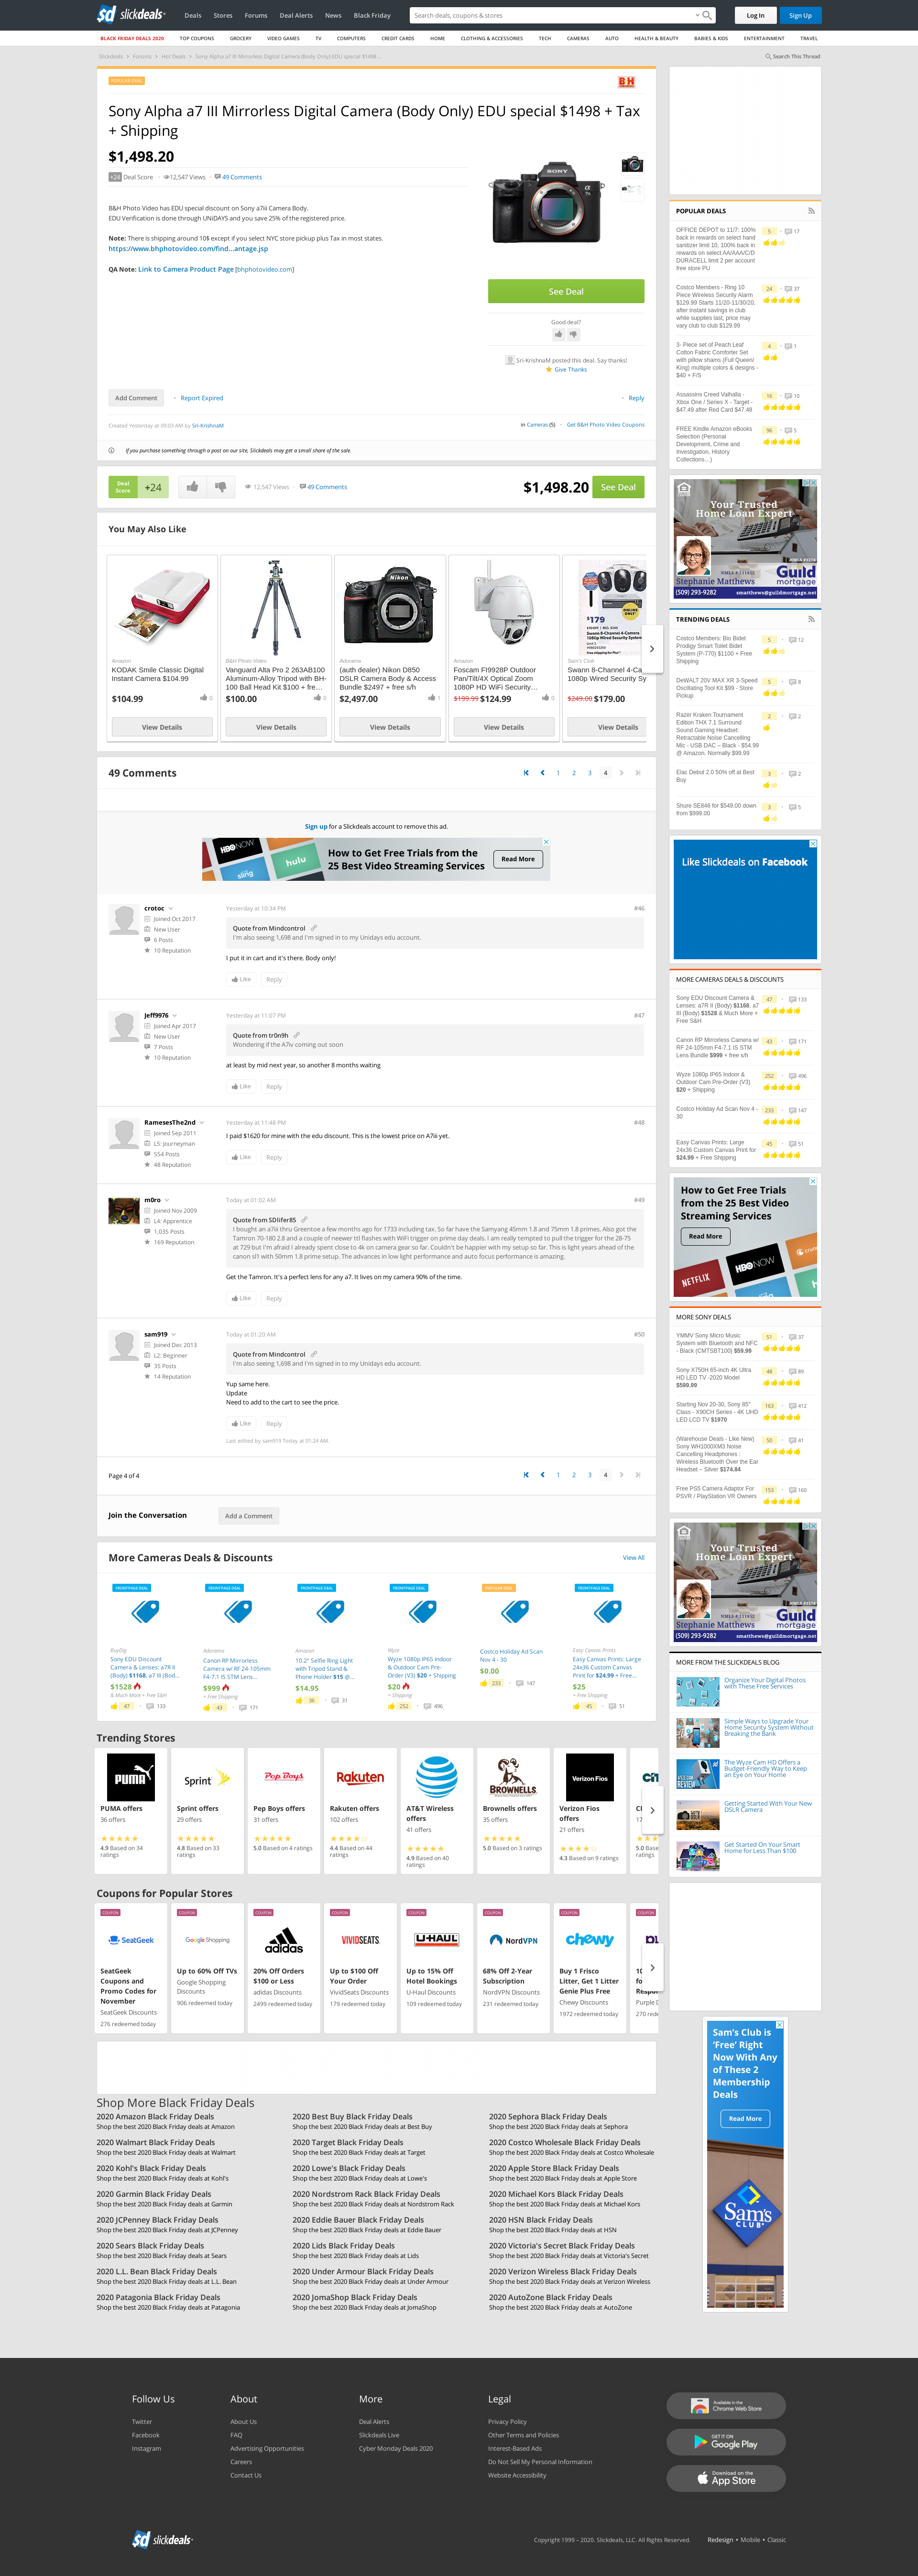 slickdeals
Deals Stores Forums Deal Alerts News Black Friday
Search deals, coupons & stores
Log In Sign Up
BLACK FRIDAY DEALS 2020 TOP COUPONS GROCERY VIDEO GAMES TV COMPUTERS CREDIT CARDS HOME CLOTHING & ACCESSORIES TECH CAMERAS AUTO HEALTH & BEAUTY BABIES & KIDS ENTERTAINMENT TRAVEL
Slickdeals > Forums > Hot Deals > Sony Alpha a7 III Mirrorless Digital Camera (Body Only) EDU special $1498 ...
Search This Thread
POPULAR DEAL
B&H
Sony Alpha a7 III Mirrorless Digital Camera (Body Only) EDU special $1498 + Tax
+ Shipping
$1,498.20
+24 Deal Score 12,547 Views 49 Comments
B&H Photo Video has EDU special discount on Sony a7iii Camera Body.
EDU Verification is done through UNiDAYS and you save 25% of the registered price.
Note: There is shipping around 10$ except if you select NYC store pickup plus Tax in most states.
https://www.bhphotovideo.com/find...antage.jsp
QA Note: Link to Camera Product Page [bhphotovideo.com]
SONY
See Deal
Good deal?
Sri-KrishnaM posted this deal. Say thanks!
Give Thanks
Add Comment Report Expired
Reply
Created Yesterday at 09:03 AM by Sri-KrishnaM
in Cameras (5) Get B&H Photo Video Coupons
If you purchase something through a post on our site, Slickdeals may get a small share of the sale.
Deal
Score
+24
12,547 Views 49 Comments
$1,498.20 See Deal
You May Also Like
Amazon
KODAK Smile Classic Digital
Instant Camera $104.99
$104.99 0
View Details
B&H Photo Video
Vanguard Alta Pro 2 263AB100
Aluminum-Alloy Tripod with BH-
100 Ball Head Kit $100 + fre...
$100.00 0
View Details
Nikon
Adorama
(auth dealer) Nikon D850
DSLR Camera Body & Access
Bundle $2497 + free s/h
$2,497.00 1
View Details
Amazon
Foscam FI9928P Outdoor
Pan/Tilt/4X Optical Zoom
1080P HD WiFi Security...
$199.99 $124.99 0
View Details
$179
ONLINE ONLY
Sam's Club
Swann 8-Channel 4-Ca
1080p Wired Security Sy
$249.00 $179.00
View Details
49 Comments
1 2 3 4
Sign up for a Slickdeals account to remove this ad.
HBO NOW
sling
hulu
How to Get Free Trials from the
25 Best Video Streaming Services
Read More
crotoc
Joined Oct 2017
New User
6 Posts
10 Reputation
Yesterday at 10:34 PM #46
Quote from Mindcontrol
I'm also seeing 1,698 and I'm signed in to my Unidays edu account.
I put it in cart and it's there. Body only!
Like Reply
Jeff9976
Joined Apr 2017
New User
7 Posts
10 Reputation
Yesterday at 11:07 PM #47
Quote from tr0n9h
Wondering if the A7iv coming out soon
at least by mid next year, so another 8 months waiting
Like Reply
RamesesThe2nd
Joined Sep 2011
L5: Journeyman
554 Posts
48 Reputation
Yesterday at 11:48 PM #48
I paid $1620 for mine with the edu discount. This is the lowest price on A7iii yet.
Like Reply
m0ro
Joined Nov 2009
L4: Apprentice
1,035 Posts
169 Reputation
Today at 01:02 AM #49
Quote from SDlifer85
I bought an a7iii thru Greentoe a few months ago for 1733 including tax. So far have the Samyang 45mm 1.8 and 75mm 1.8 primes. Also got the
Tamron 70-180 2.8 and a couple of neewer ttl flashes with WiFi trigger on prime day deals. I am really tempted to pull the trigger for the 28-75
at 729 but I'm afraid I already spent close to 4k on camera gear so far. Couldn't be happier with my setup so far. This is light years ahead of the
canon sl1 with 50mm 1.8 prime setup. The advances in low light performance and auto focus performance is amazing.
Get the Tamron. It's a perfect lens for any a7. It lives on my camera 90% of the time.
Like Reply
sam919
Joined Dec 2013
L2: Beginner
35 Posts
14 Reputation
Today at 01:20 AM #50
Quote from Mindcontrol
I'm also seeing 1,698 and I'm signed in to my Unidays edu account.
Yup same here.
Update
Need to add to the cart to see the price.
Like Reply
Last edited by sam919 Today at 01:24 AM.
Page 4 of 4
1 2 3 4
Join the Conversation Add a Comment
More Cameras Deals & Discounts View All
FRONTPAGE DEAL
BuyDig
Sony EDU Discount
Camera & Lenses: a7R II
(Body) $1168, a7 III (Bod...
$1528
& Much More + Free S&H
47 133
FRONTPAGE DEAL
Adorama
Canon RP Mirrorless
Camera w/ RF 24-105mm
F4-7.1 IS STM Lens...
$999
+ Free Shipping
43 171
FRONTPAGE DEAL
Amazon
10.2" Selfie Ring Light
with Tripod Stand &
Phone Holder $15 @...
$14.95
36 31
FRONTPAGE DEAL
Wyze
Wyze 1080p IP65 Indoor
& Outdoor Cam Pre-
Order (V3) $20 + Shipping
$20
+ Shipping
252 496
POPULAR DEAL
Costco Holiday Ad Scan
Nov 4 - 30
$0.00
233 147
FRONTPAGE DEAL
Easy Canvas Prints
Easy Canvas Prints: Large
24x36 Custom Canvas
Print for $24.99 + Free...
$25
+ Free Shipping
45 51
Trending Stores
PUMA
PUMA offers
36 offers
4.9 Based on 34
ratings
Sprint
Sprint offers
29 offers
4.8 Based on 33
ratings
Pep Boys
Pep Boys offers
31 offers
5.0 Based on 4 ratings
Rakuten
Rakuten offers
102 offers
4.4 Based on 44
ratings
AT&T Wireless
offers
41 offers
4.9 Based on 40
ratings
BROWNELLS
Brownells offers
35 offers
5.0 Based on 3 ratings
Verizon Fios
Verizon Fios
offers
21 offers
4.3 Based on 9 ratings
5.0 Base
ratings
Coupons for Popular Stores
COUPON
SeatGeek
SeatGeek
Coupons and
Promo Codes for
November
SeatGeek Discounts
276 redeemed today
COUPON
Google Shopping
Up to 60% Off TVs
Google Shopping
Discounts
906 redeemed today
COUPON
adidas
20% Off Orders
$100 or Less
adidas Discounts
2499 redeemed today
COUPON
VIVIDSEATS
Up to $100 Off
Your Order
VividSeats Discounts
179 redeemed today
COUPON
U-HAUL
Up to 15% Off
Hotel Bookings
U-Haul Discounts
109 redeemed today
COUPON
NordVPN
68% Off 2-Year
Subscription
NordVPN Discounts
231 redeemed today
COUPON
chewy
Buy 1 Frisco
Litter, Get 1 Litter
Genie Plus Free
Chewy Discounts
1972 redeemed today
COUPON
Shop More Black Friday Deals
2020 Amazon Black Friday Deals
Shop the best 2020 Black Friday deals at Amazon
2020 Best Buy Black Friday Deals
Shop the best 2020 Black Friday deals at Best Buy
2020 Sephora Black Friday Deals
Shop the best 2020 Black Friday deals at Sephora
2020 Walmart Black Friday Deals
Shop the best 2020 Black Friday deals at Walmart
2020 Target Black Friday Deals
Shop the best 2020 Black Friday deals at Target
2020 Costco Wholesale Black Friday Deals
Shop the best 2020 Black Friday deals at Costco Wholesale
2020 Kohl's Black Friday Deals
Shop the best 2020 Black Friday deals at Kohl's
2020 Lowe's Black Friday Deals
Shop the best 2020 Black Friday deals at Lowe's
2020 Apple Store Black Friday Deals
Shop the best 2020 Black Friday deals at Apple Store
2020 Garmin Black Friday Deals
Shop the best 2020 Black Friday deals at Garmin
2020 Nordstrom Rack Black Friday Deals
Shop the best 2020 Black Friday deals at Nordstrom Rack
2020 Michael Kors Black Friday Deals
Shop the best 2020 Black Friday deals at Michael Kors
2020 JCPenney Black Friday Deals
Shop the best 2020 Black Friday deals at JCPenney
2020 Eddie Bauer Black Friday Deals
Shop the best 2020 Black Friday deals at Eddie Bauer
2020 HSN Black Friday Deals
Shop the best 2020 Black Friday deals at HSN
2020 Sears Black Friday Deals
Shop the best 2020 Black Friday deals at Sears
2020 Lids Black Friday Deals
Shop the best 2020 Black Friday deals at Lids
2020 Victoria's Secret Black Friday Deals
Shop the best 2020 Black Friday deals at Victoria's Secret
2020 L.L. Bean Black Friday Deals
Shop the best 2020 Black Friday deals at L.L. Bean
2020 Under Armour Black Friday Deals
Shop the best 2020 Black Friday deals at Under Armour
2020 Verizon Wireless Black Friday Deals
Shop the best 2020 Black Friday deals at Verizon Wireless
2020 Patagonia Black Friday Deals
Shop the best 2020 Black Friday deals at Patagonia
2020 JomaShop Black Friday Deals
Shop the best 2020 Black Friday deals at JomaShop
2020 AutoZone Black Friday Deals
Shop the best 2020 Black Friday deals at AutoZone
POPULAR DEALS
OFFICE DEPOT to 11/7: 100%
back in rewards on select hand
sanitizer limit 10, 100% back in
rewards on select AA/AAA/C/D
DURACELL limit 2 per account
free store PU
5 17
Costco Members - Ring 10
Piece Wireless Security Alarm
$129.99 Starts 11/20-11/30/20,
after instant savings in club
while supplies last, price may
vary club to club $129.99
24 37
3- Piece set of Peach Leaf
Cotton Fabric Comforter Set
with pillow shams (Full Queen/
King) multiple colors & designs -
$40 + F/S
4 1
Assassins Creed Valhalla -
Xbox One / Series X - Target -
$47.49 after Red Card $47.49
16 10
FREE Kindle Amazon eBooks
Selection (Personal
Development, Crime and
Investigation, History
Collections...)
96 5
Your Trusted
Home Loan Expert
Stephanie Matthews
(509) 293-9282
Guild
mortgage
smatthews@guildmortgage.net
TRENDING DEALS
Costco Members: Bio Bidet
Prodigy Smart Toilet Bidet
System (P-770) $1100 + Free
Shipping
5 12
DeWALT 20V MAX XR 3-Speed
Oscillating Tool Kit $99 - Store
Pickup
5 8
Razer Kraken Tournament
Edition THX 7.1 Surround
Sound Gaming Headset:
Retractable Noise Cancelling
Mic - USB DAC – Black - $54.99
@ Amazon. Normally $99.99
2 2
Elac Debut 2.0 50% off at Best
Buy
3 2
Shure SE846 for $549.00 down
from $999.00
3 5
Like Slickdeals on Facebook
MORE CAMERAS DEALS & DISCOUNTS
Sony EDU Discount Camera &
Lenses: a7R II (Body) $1168, a7
III (Body) $1528 & Much More +
Free S&H
47 133
Canon RP Mirrorless Camera w/
RF 24-105mm F4-7.1 IS STM
Lens Bundle $999 + free s/h
43 171
Wyze 1080p IP65 Indoor &
Outdoor Cam Pre-Order (V3)
$20 + Shipping
252 496
Costco Holiday Ad Scan Nov 4 -
30
233 147
Easy Canvas Prints: Large
24x36 Custom Canvas Print for
$24.99 + Free Shipping
45 51
How to Get Free Trials
from the 25 Best Video
Streaming Services
Read More
NETFLIX
HBO NOW
hulu
MORE SONY DEALS
YMMV Sony Micro Music
System with Bluetooth and NFC
- Black (CMTSBT100) $59.99
51 37
Sony X750H 65-inch 4K Ultra
HD LED TV -2020 Model
$599.99
48 89
Starting Nov 20-30, Sony 85"
Class - X90CH Series - 4K UHD
LED LCD TV $1970
163 412
(Warehouse Deals - Like New)
Sony WH1000XM3 Noise
Cancelling Headphones :
Wireless Bluetooth Over the Ear
Headset – Silver $174.84
50 41
Free PS5 Camera Adaptor For
PSVR / PlayStation VR Owners
153 160
Your Trusted
Home Loan Expert
Stephanie Matthews
(509) 293-9282
Guild
mortgage
smatthews@guildmortgage.net
MORE FROM THE SLICKDEALS BLOG
Organize Your Digital Photos
with These Free Services
Simple Ways to Upgrade Your
Home Security System Without
Breaking the Bank
REVIEW
The Wyze Cam HD Offers a
Budget-Friendly Way to Keep
an Eye on Your Home
Getting Started With Your New
DSLR Camera
Get Started On Your Smart
Home for Less Than $100
Sam's Club is
'Free' Right
Now With Any
of These 2
Membership
Deals
Read More
Sam's
CLUB
Follow Us
Twitter
Facebook
Instagram
About
About Us
FAQ
Advertising Opportunities
Careers
Contact Us
More
Deal Alerts
Slickdeals Live
Cyber Monday Deals 2020
Legal
Privacy Policy
Other Terms and Policies
Interest-Based Ads
Do Not Sell My Personal Information
Website Accessibility
Available in the
Chrome Web Store
GET IT ON
Google Play
Download on the
App Store
slickdeals
Copyright 1999 – 2020. Slickdeals, LLC. All Rights Reserved. Redesign • Mobile • Classic